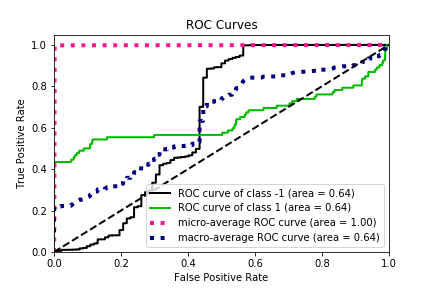 ROC Curves
True Positive Rate
1.0
0.8
0.6
0.4
0.2
0.0
ROC curve of class -1 (area = 0.64)
ROC curve of class 1 (area = 0.64)
micro-average ROC curve (area = 1.00)
macro-average ROC curve (area = 0.64)
0.0 0.2 0.4 0.6 0.8 1.0
False Positive Rate